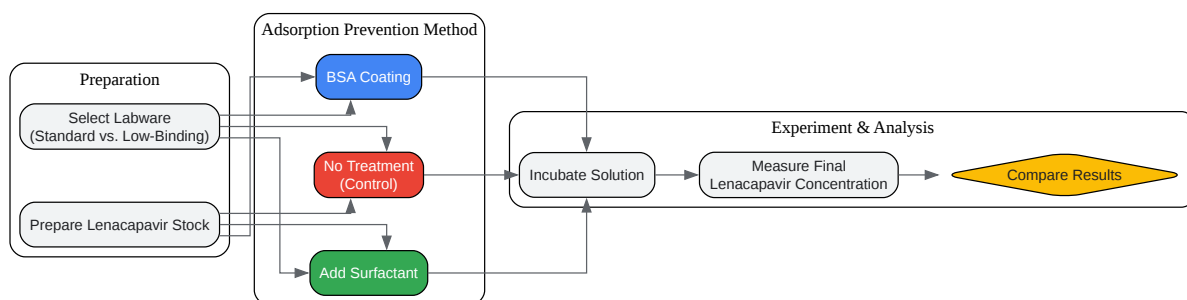 Preparation
Select Labware
(Standard vs. Low-Binding)
Prepare Lenacapavir Stock
Adsorption Prevention Method
BSA Coating
No Treatment
(Control)
Add Surfactant
Experiment & Analysis
Incubate Solution
Measure Final
Lenacapavir Concentration
Compare Results